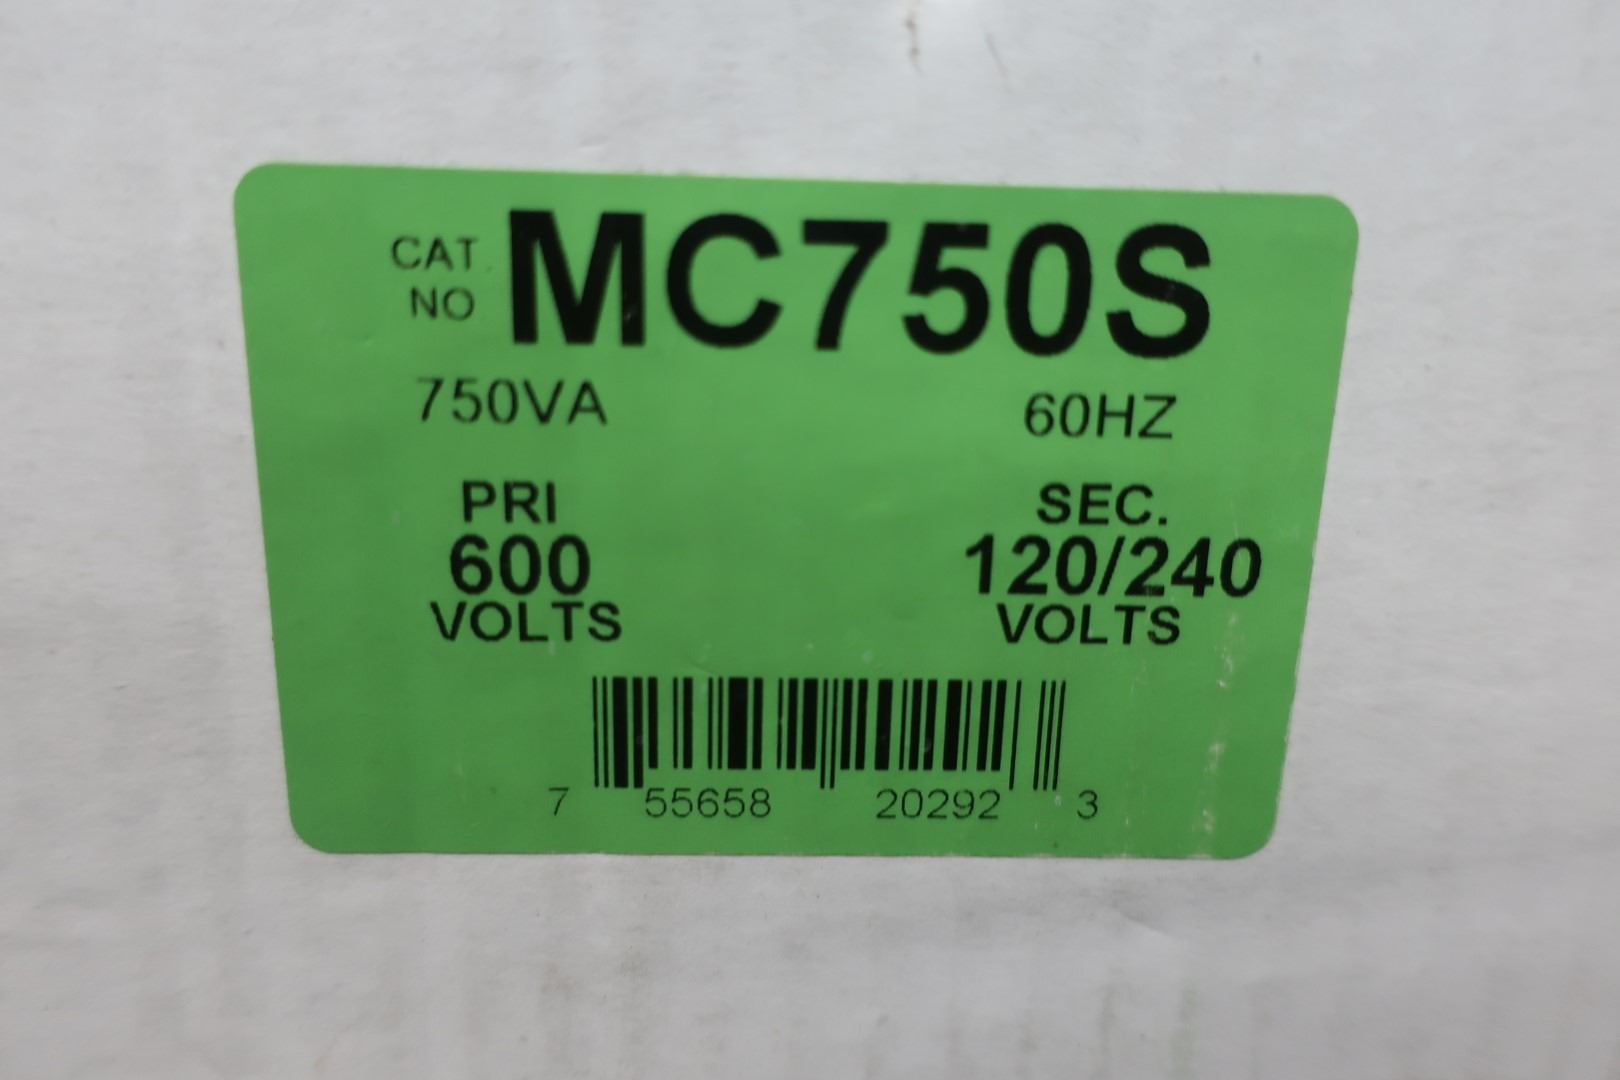 CAT. NO MC750S
750VA 60HZ
PRI SEC.
600 120/240
VOLTS VOLTS
7 55658 20292 3